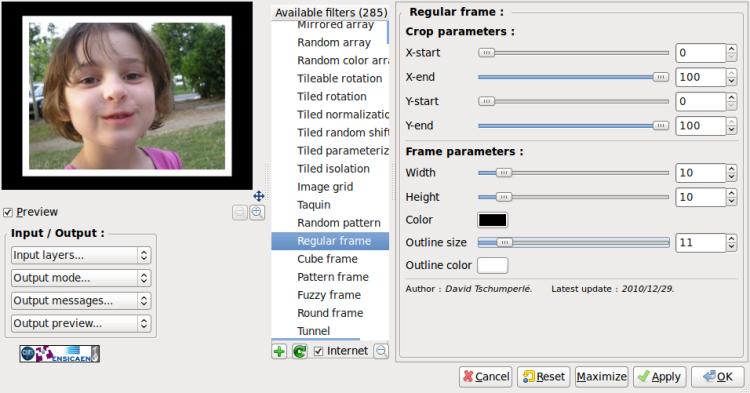 Available filters (285)
Mirrored array
Random array
Random color arra
Tileable rotation
Tiled rotation
Tiled normalizatio
Tiled random shift
Tiled parameteriz
Tiled isolation
Image grid
Taquin
Random pattern
Regular frame
Cube frame
Pattern frame
Fuzzy frame
Round frame
Tunnel
Internet
Preview
Input / Output :
Input layers...
Output mode...
Output messages...
Output preview...
ENSICAEN
Regular frame :
Crop parameters :
X-start 0
X-end 100
Y-start 0
Y-end 100
Frame parameters :
Width 10
Height 10
Color
Outline size 11
Outline color
Author : David Tschumperlé. Latest update : 2010/12/29.
Cancel Reset Maximize Apply OK